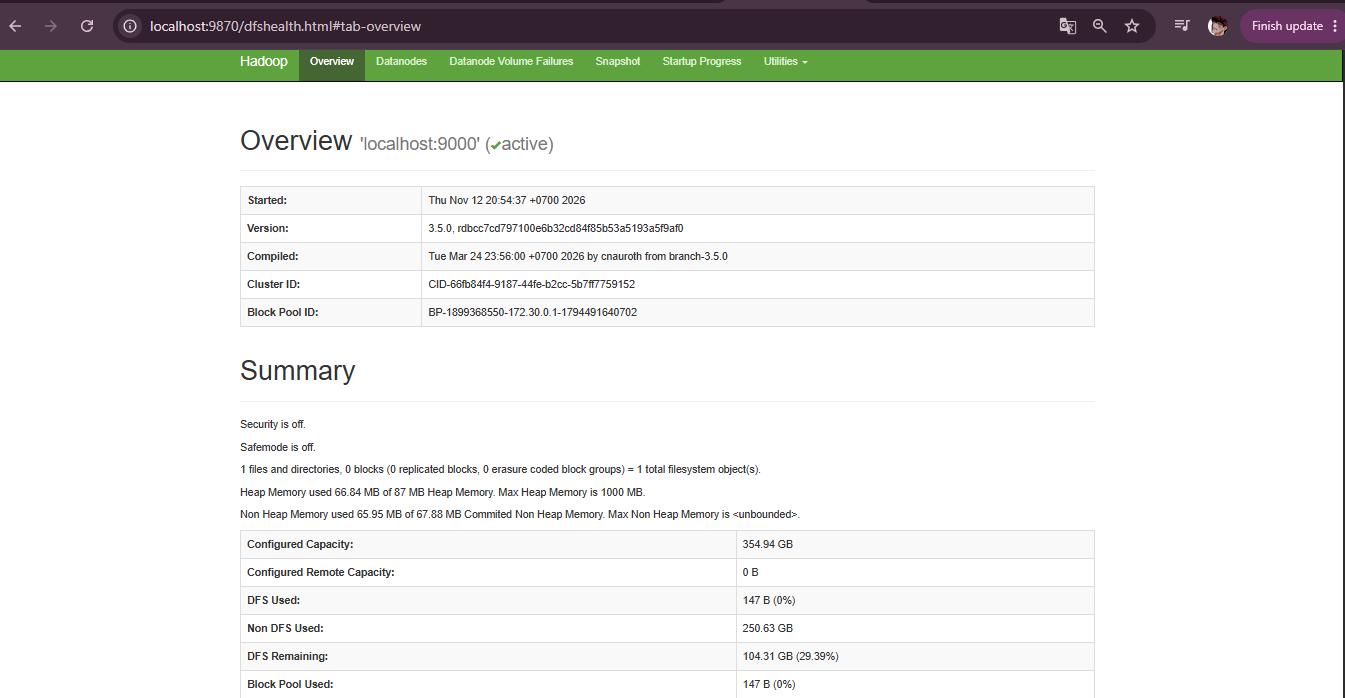 localhost:9870/dfshealth.html#tab-overview
Finish update
Hadoop Overview Datanodes Datanode Volume Failures Snapshot Startup Progress Utilities
Overview 'localhost:9000' (✔active)
Started: Thu Nov 12 20:54:37 +0700 2026
Version: 3.5.0, rdbcc7cd797100e6b32cd84f85b53a5193a5f9af0
Compiled: Tue Mar 24 23:56:00 +0700 2026 by cnauroth from branch-3.5.0
Cluster ID: CID-66fb84f4-9187-44fe-b2cc-5b7ff7759152
Block Pool ID: BP-1899368550-172.30.0.1-1794491640702
Summary
Security is off.
Safemode is off.
1 files and directories, 0 blocks (0 replicated blocks, 0 erasure coded block groups) = 1 total filesystem object(s).
Heap Memory used 66.84 MB of 87 MB Heap Memory. Max Heap Memory is 1000 MB.
Non Heap Memory used 65.95 MB of 67.88 MB Commited Non Heap Memory. Max Non Heap Memory is <unbounded>.
Configured Capacity: 354.94 GB
Configured Remote Capacity: 0 B
DFS Used: 147 B (0%)
Non DFS Used: 250.63 GB
DFS Remaining: 104.31 GB (29.39%)
Block Pool Used: 147 B (0%)